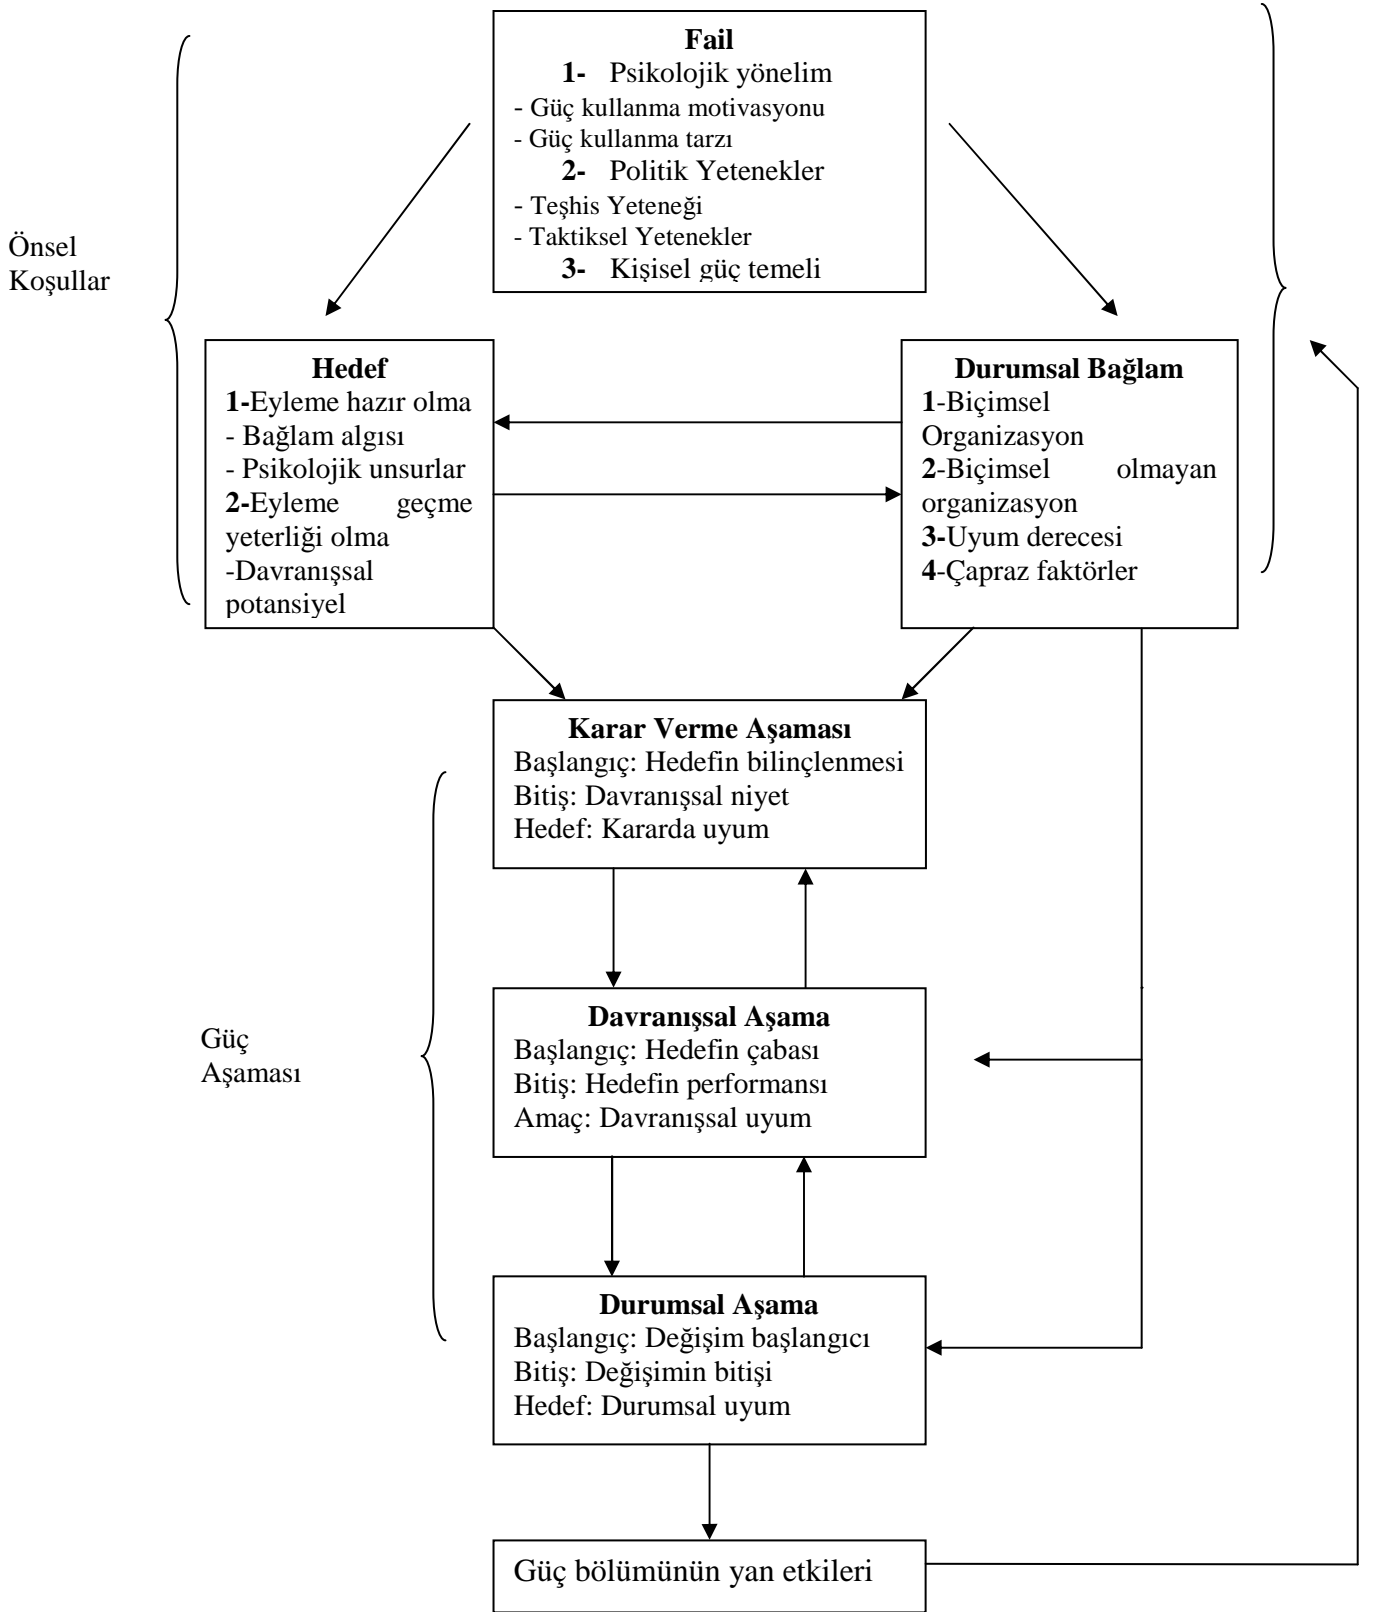 Fail
1- Psikolojik yönelim
- Güç kullanma motivasyonu
- Güç kullanma tarzı
2- Politik Yetenekler
- Teşhis Yeteneği
- Taktiksel Yetenekler
3- Kişisel güç temeli
Önsel
Koşullar
Hedef
1-Eyleme hazır olma
- Bağlam algısı
- Psikolojik unsurlar
2-Eyleme geçme
yeterliği olma
-Davranışsal
potansiyel
Durumsal Bağlam
1-Biçimsel
Organizasyon
2-Biçimsel olmayan
organizasyon
3-Uyum derecesi
4-Çapraz faktörler
Karar Verme Aşaması
Başlangıç: Hedefin bilinçlenmesi
Bitiş: Davranışsal niyet
Hedef: Kararda uyum
Güç
Aşaması
Davranışsal Aşama
Başlangıç: Hedefin çabası
Bitiş: Hedefin performansı
Amaç: Davranışsal uyum
Durumsal Aşama
Başlangıç: Değişim başlangıcı
Bitiş: Değişimin bitişi
Hedef: Durumsal uyum
Güç bölümünün yan etkileri